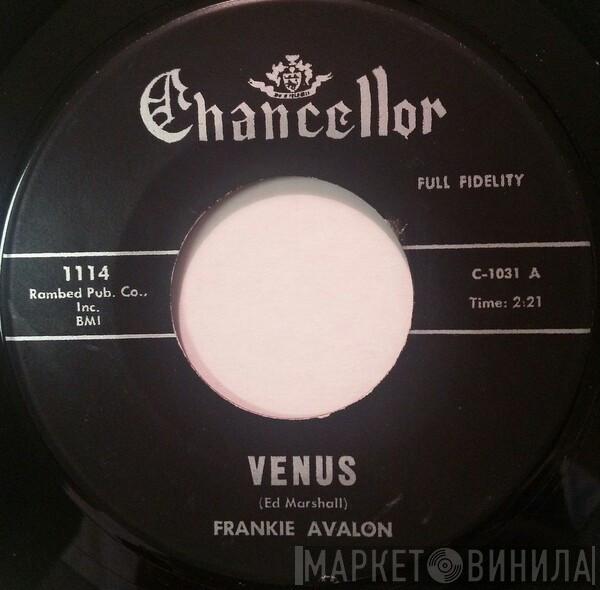 Chancellor
FULL FIDELITY
1114
Rambed Pub. Co.,
Inc.
BMI
C-1031 A
Time: 2:21
VENUS
(Ed Marshall)
FRANKIE AVALON
МАРКЕТ ВИНИЛА